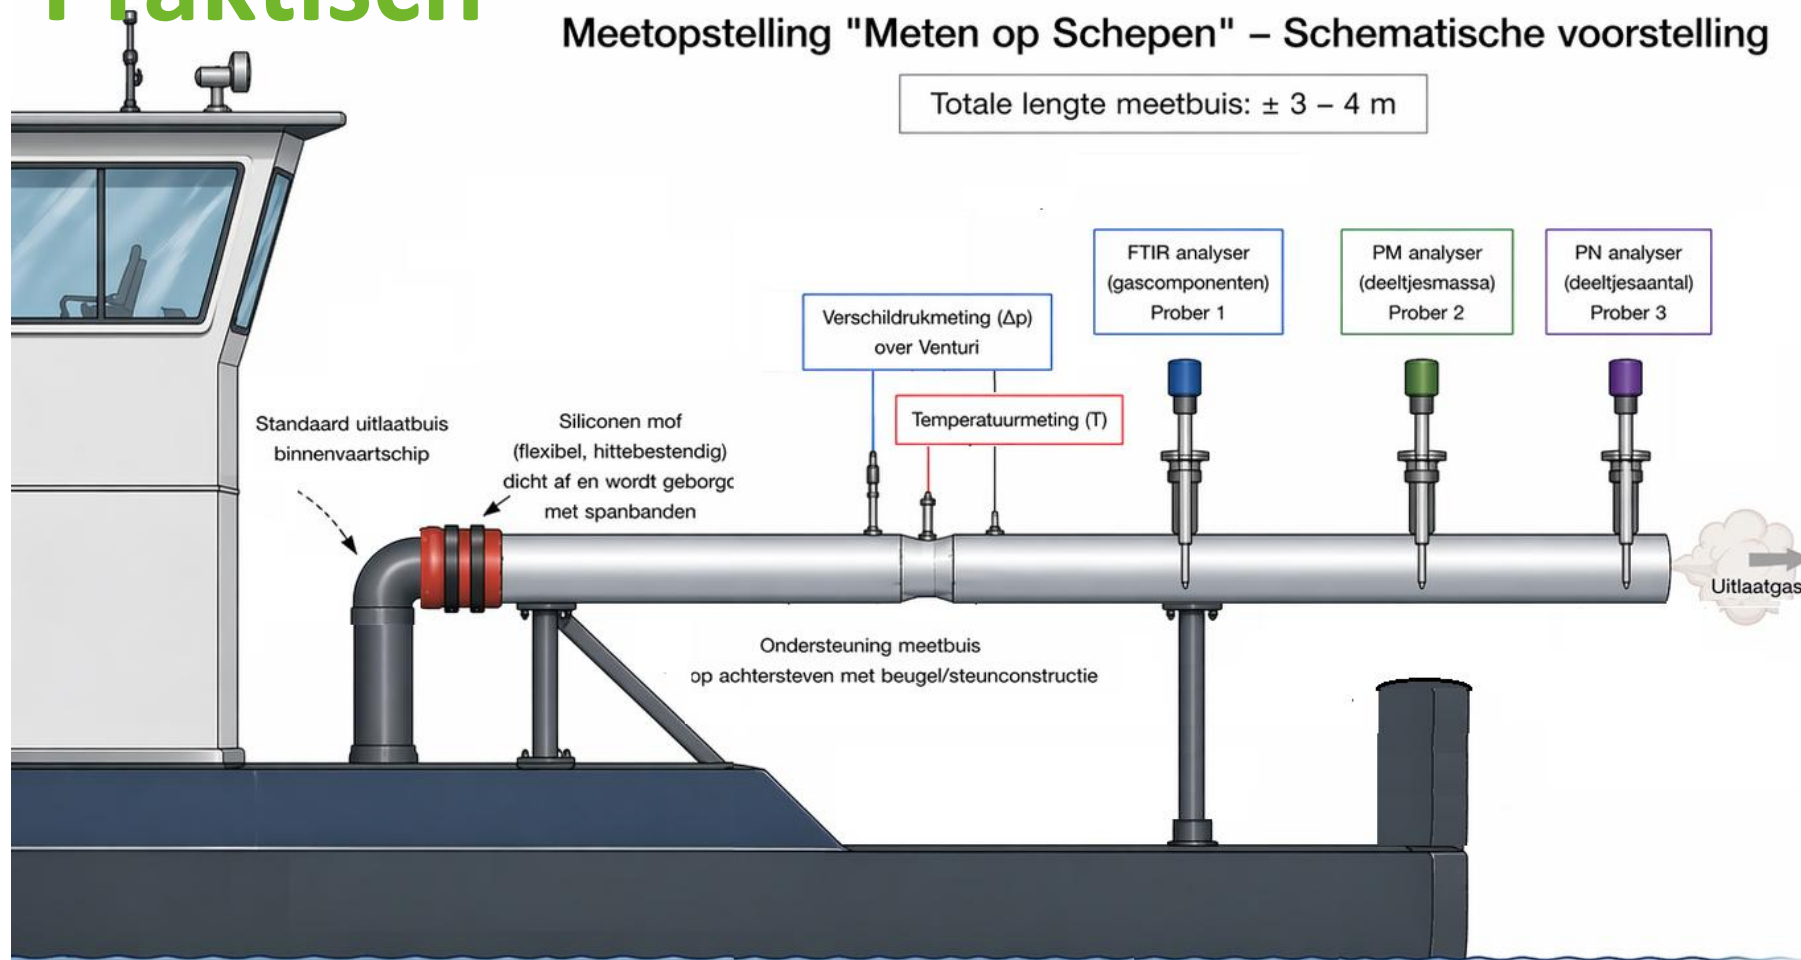 Praktisch
Meetopstelling "Meten op Schepen" – Schematische voorstelling
Totale lengte meetbuis: ± 3 – 4 m
FTIR analyser
(gascomponenten)
Prober 1
PM analyser
(deeltjesmassa)
Prober 2
PN analyser
(deeltjesaantal)
Prober 3
Verschildrukmeting (Δp)
over Venturi
Temperatuurmeting (T)
Standaard uitlaatbuis
binnenvaartschip
Siliconen mof
(flexibel, hittebestendig)
dicht af en wordt geborgc
met spanbanden
Uitlaatgas
Ondersteuning meetbuis
op achtersteven met beugel/steunconstructie